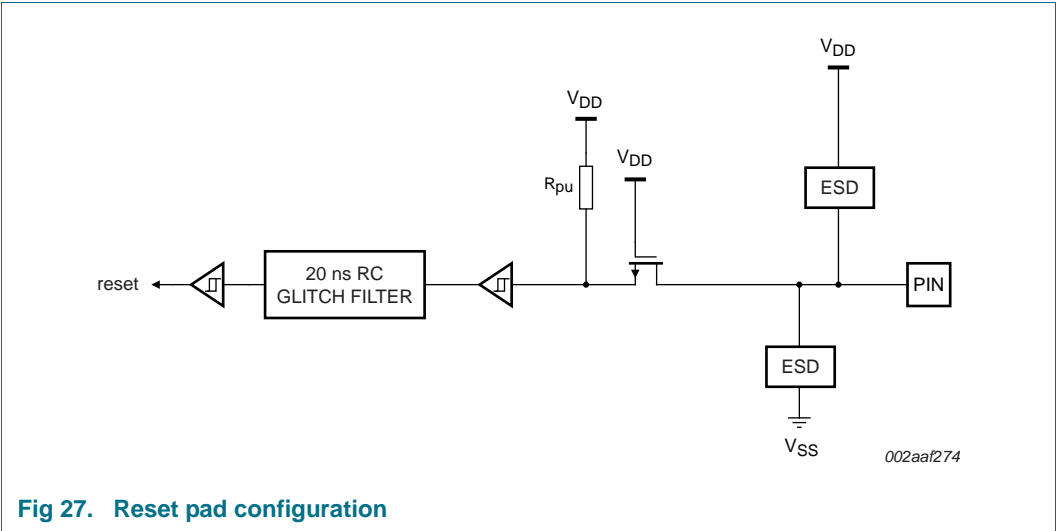 VDD
VDD
VDD
Rpu
ESD
reset
20 ns RC
GLITCH FILTER
PIN
ESD
VSS
002aaf274
Fig 27. Reset pad configuration